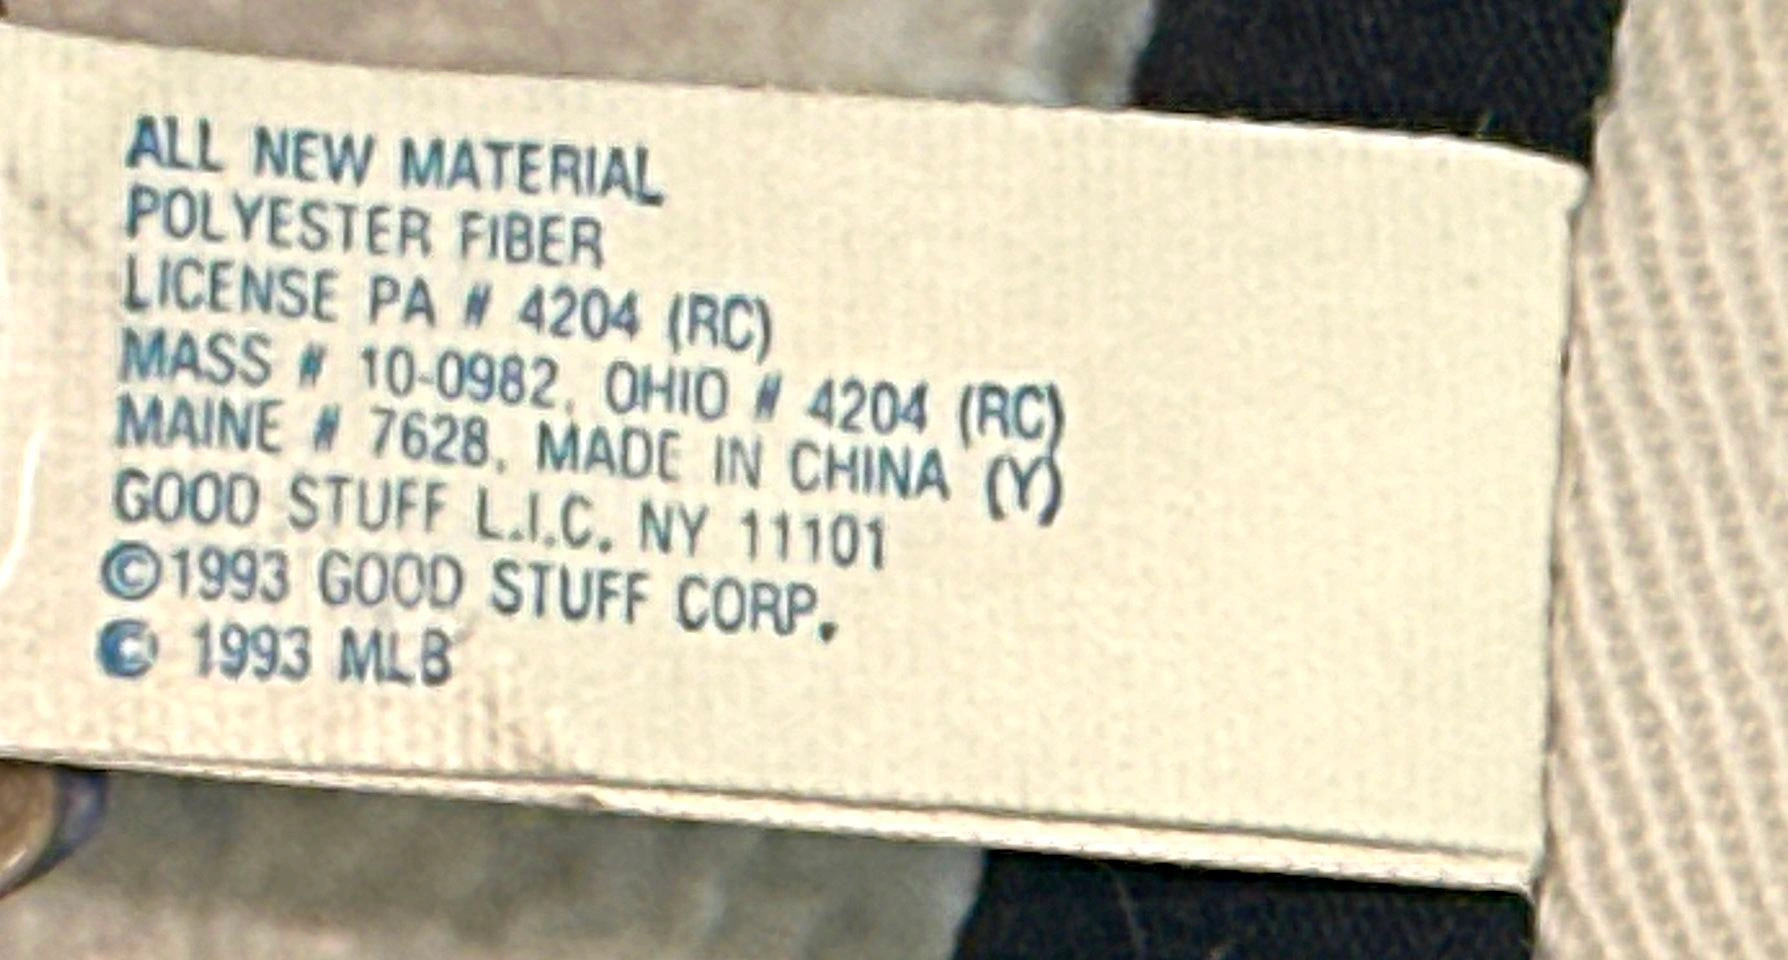 ALL NEW MATERIAL
POLYESTER FIBER
LICENSE PA # 4204 (RC)
MASS # 10-0982, OHIO # 4204 (RC)
MAINE # 7628, MADE IN CHINA (Y)
GOOD STUFF L.I.C. NY 11101
©1993 GOOD STUFF CORP.
© 1993 MLB